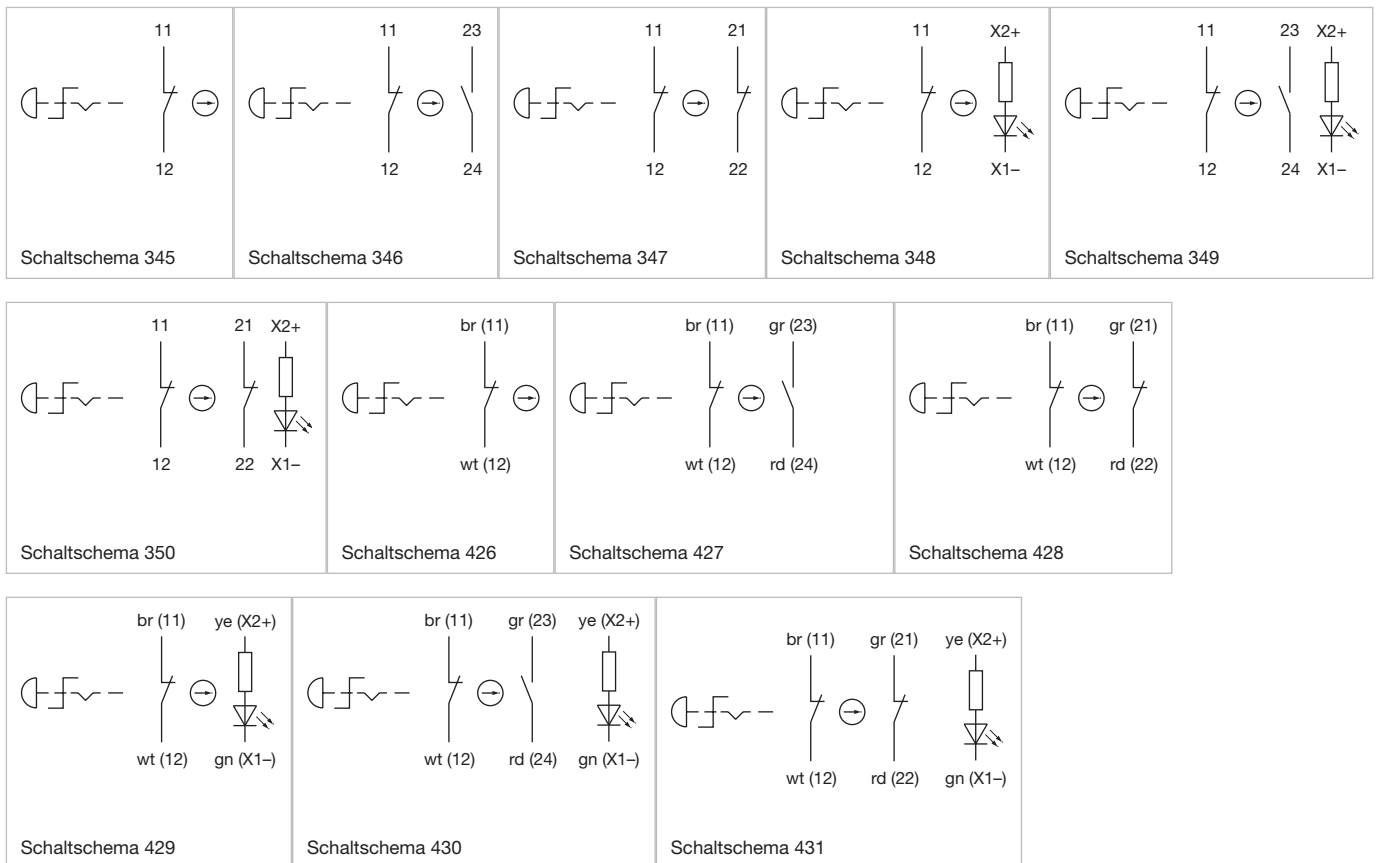 11 11 23 11 21 11 X2+ 11 23 X2+
12 12 24 12 22 12 X1– 12 24 X1–
Schaltschema 345 Schaltschema 346 Schaltschema 347 Schaltschema 348 Schaltschema 349
11 21 X2+ br (11) br (11) gr (23) br (11) gr (21)
12 22 X1– wt (12) wt (12) rd (24) wt (12) rd (22)
Schaltschema 350 Schaltschema 426 Schaltschema 427 Schaltschema 428
br (11) ye (X2+) br (11) gr (23) ye (X2+) br (11) gr (21) ye (X2+)
wt (12) gn (X1–) wt (12) rd (24) gn (X1–) wt (12) rd (22) gn (X1–)
Schaltschema 429 Schaltschema 430 Schaltschema 431